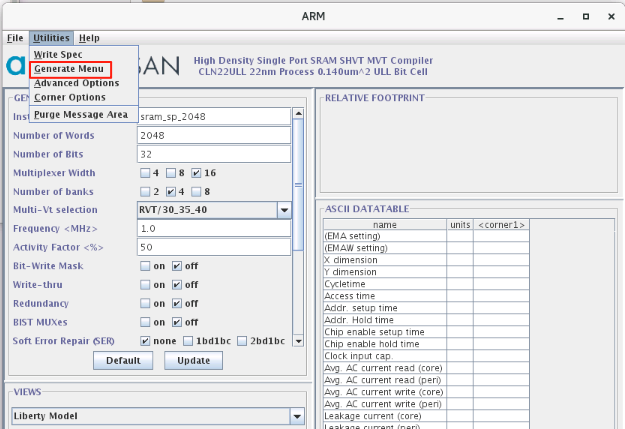 ARM
File Utilities Help
Write Spec
Generate Menu
Advanced Options
Corner Options
Purge Message Area
a
SAN
High Density Single Port SRAM SHVT MVT Compiler
CLN22ULL 22nm Process 0.140um^2 ULL Bit Cell
GEN
Inst sram_sp_2048
Number of Words 2048
Number of Bits 32
Multiplexer Width 4 8 16
Number of banks 2 4 8
Multi-Vt selection RVT/30_35_40
Frequency <MHz> 1.0
Activity Factor <%> 50
Bit-Write Mask on off
Write-thru on off
Redundancy on off
BIST MUXes on off
Soft Error Repair (SER) none 1bd1bc 2bd1bc
Default Update
VIEWS
Liberty Model
RELATIVE FOOTPRINT
ASCII DATATABLE
name units <corner1>
(EMA setting)
(EMAW setting)
X dimension
Y dimension
Cycletime
Access time
Addr. setup time
Addr. Hold time
Chip enable setup time
Chip enable hold time
Clock input cap.
Avg. AC current read (core)
Avg. AC current read (peri)
Avg. AC current write (core)
Avg. AC current write (peri)
Leakage current (core)
Leakage current (peri)